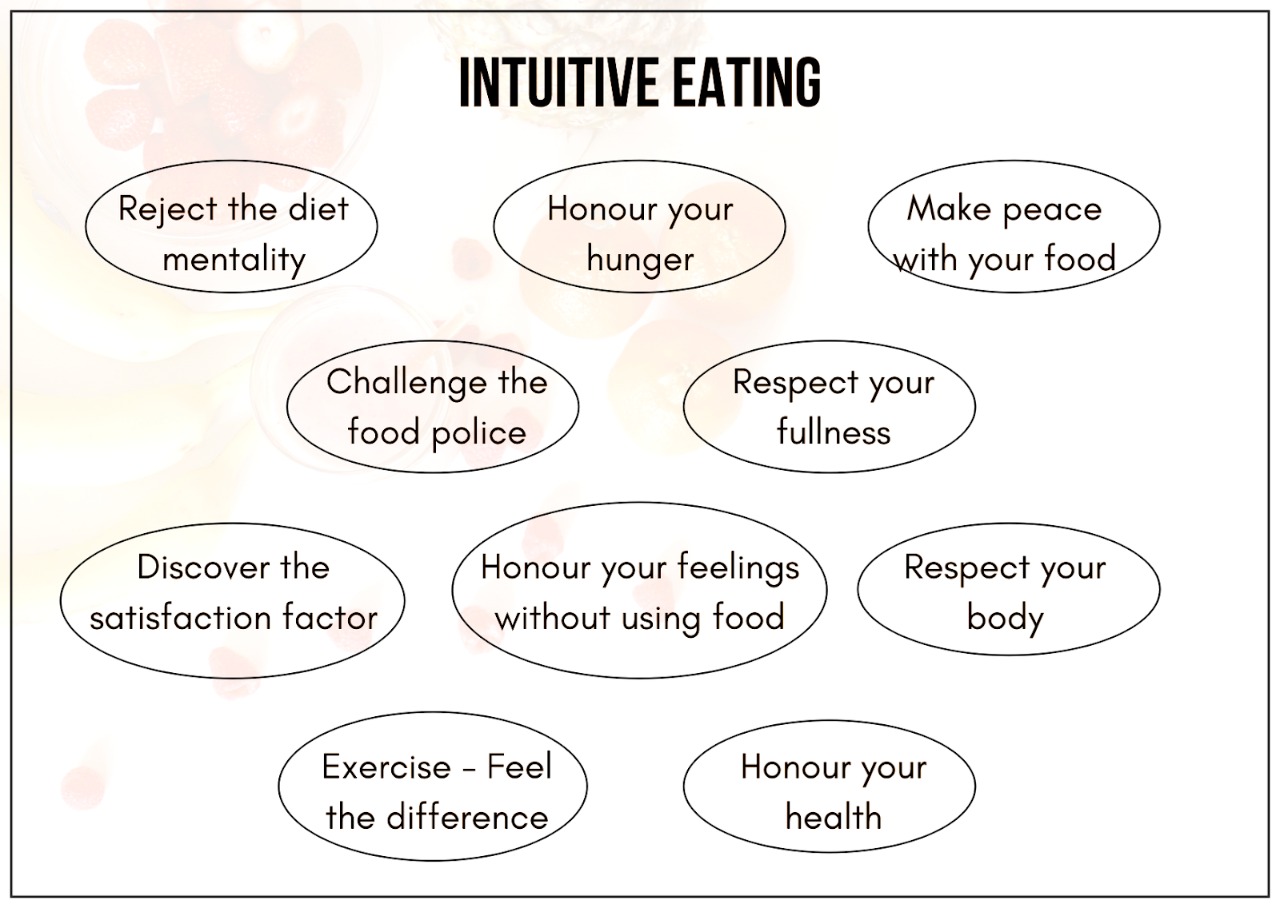 INTUITIVE EATING
Reject the diet
mentality
Honour your
hunger
Make peace
with your food
Challenge the
food police
Respect your
fullness
Discover the
satisfaction factor
Honour your feelings
without using food
Respect your
body
Exercise - Feel
the difference
Honour your
health